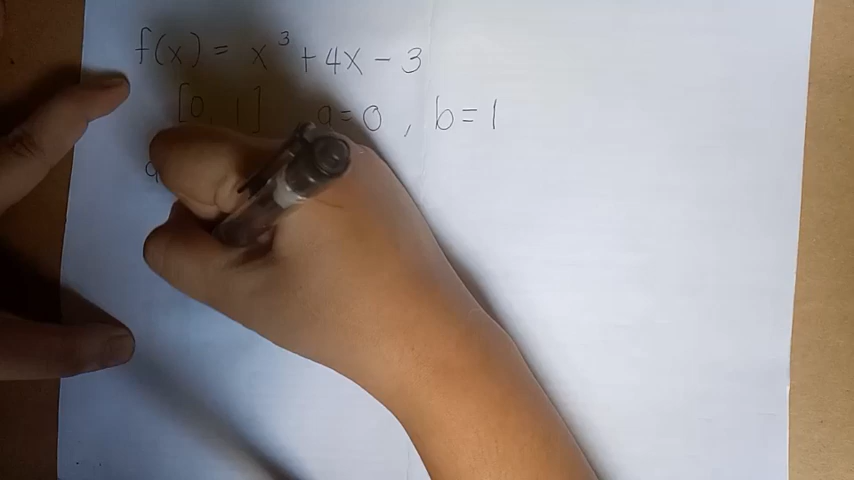 f(x) = x³ + 4x - 3
[0, 1] , a = 0 , b = 1